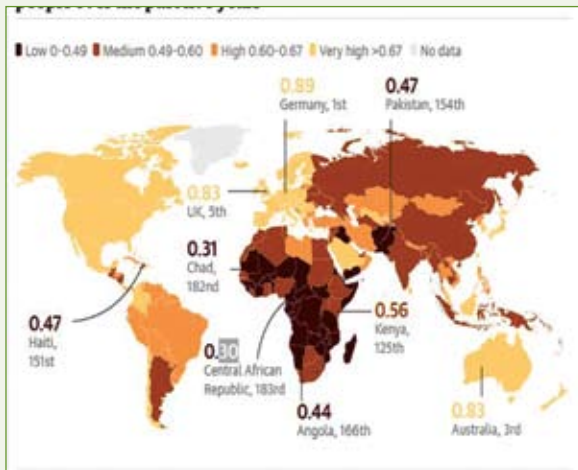 Low 0-0.49 Medium 0.49-0.60 High 0.60-0.67 Very high >0.67 No data
0.89
Germany, 1st
0.47
Pakistan, 154th
0.83
UK, 5th
0.31
Chad,
182nd
0.47
Haiti,
151st
0.30
Central African
Republic, 183rd
0.56
Kenya,
125th
0.44
Angola, 166th
0.83
Australia, 3rd